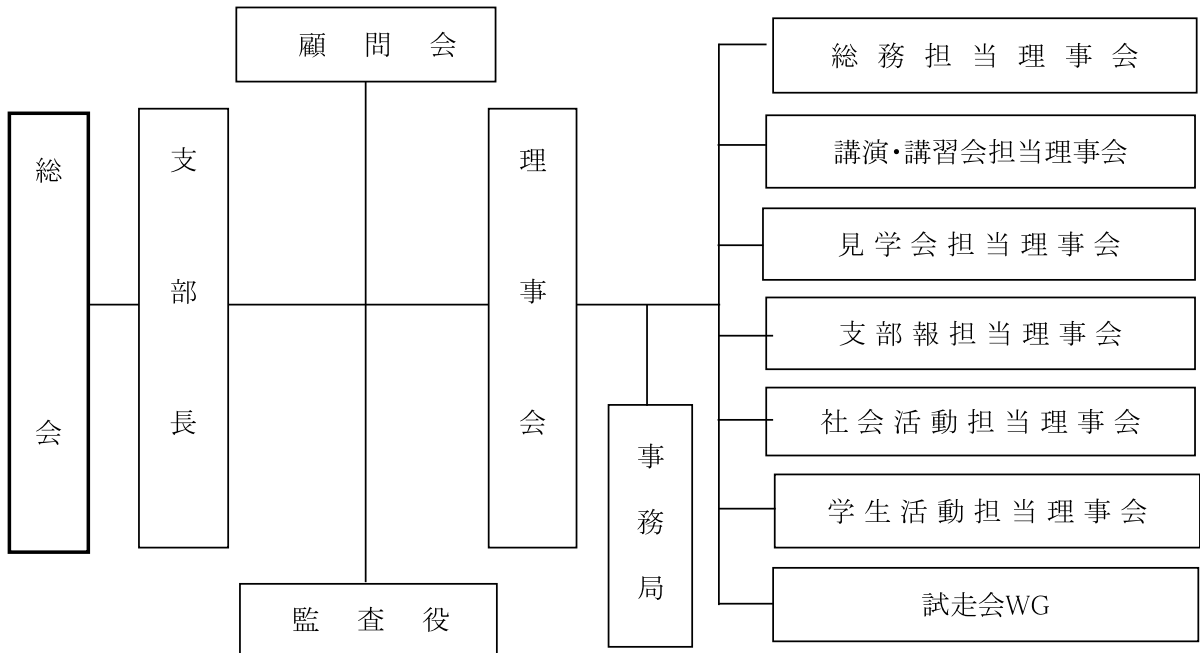 総会
支部長
顧問会
監査役
理事会
事務局
総務担当理事会
講演・講習会担当理事会
見学会担当理事会
支部報担当理事会
社会活動担当理事会
学生活動担当理事会
試走会WG